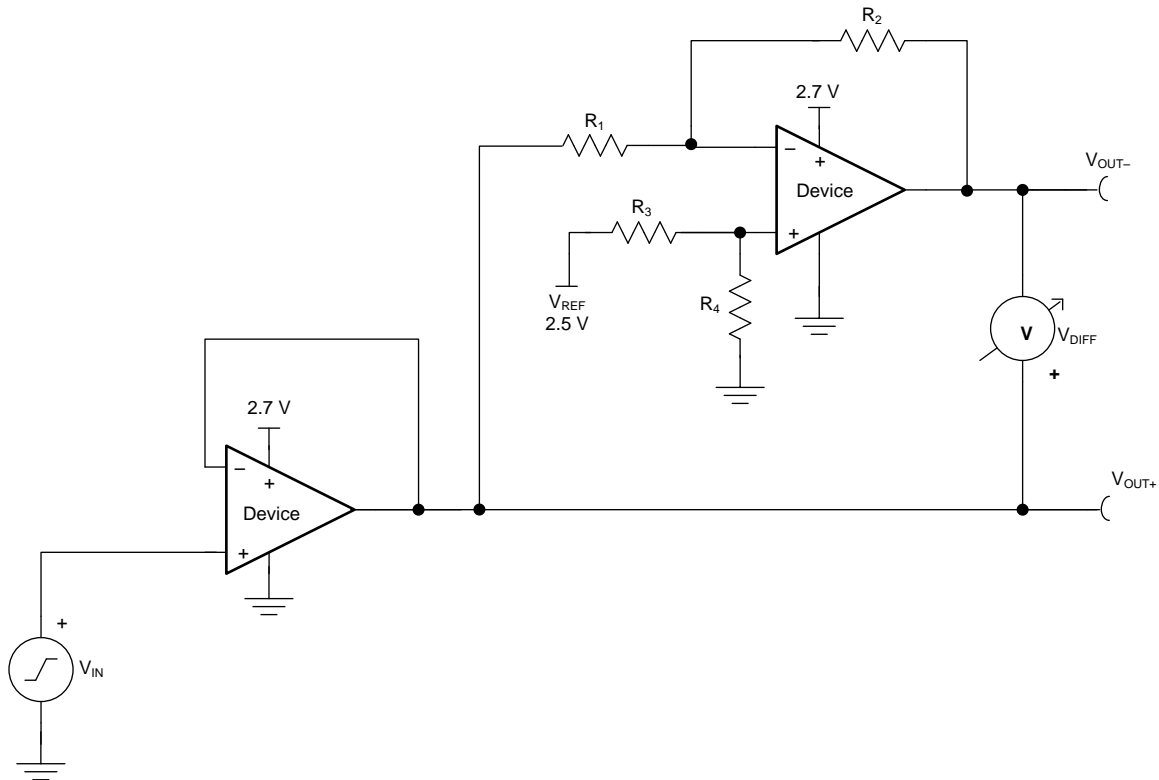 R2
2.7 V
R1
–
+
Device
VOUT–
R3
+
VREF
2.5 V
R4
V
VDIFF
+
2.7 V
–
+
Device
VOUT+
+
+
VIN